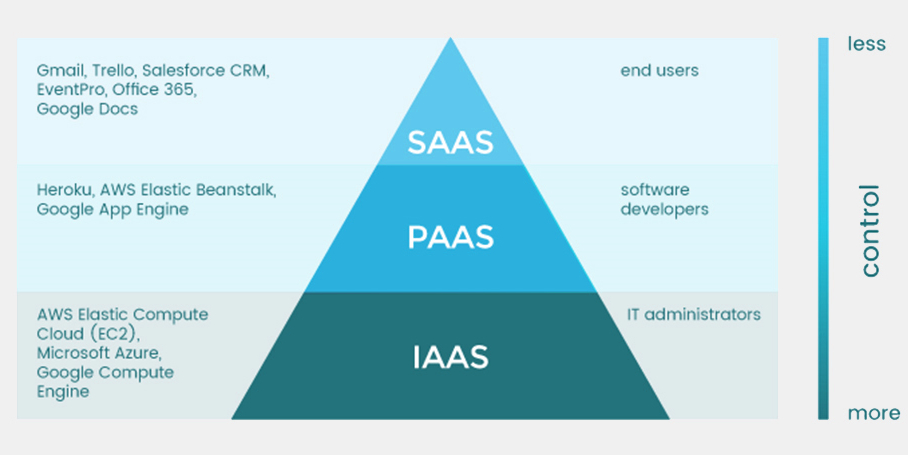 Gmail, Trello, Salesforce CRM,
EventPro, Office 365,
Google Docs
SAAS
end users
Heroku, AWS Elastic Beanstalk,
Google App Engine
PAAS
software
developers
AWS Elastic Compute
Cloud (EC2),
Microsoft Azure,
Google Compute
Engine
IAAS
IT administrators
less
control
more